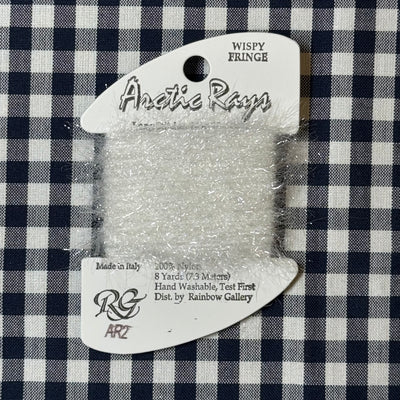 WISPY
FRINGE
Arctic Rays
Made in Italy
100% Nylon
8 Yards (7.3 Meters)
Hand Washable, Test First
Dist. by Rainbow Gallery
RG
AR2